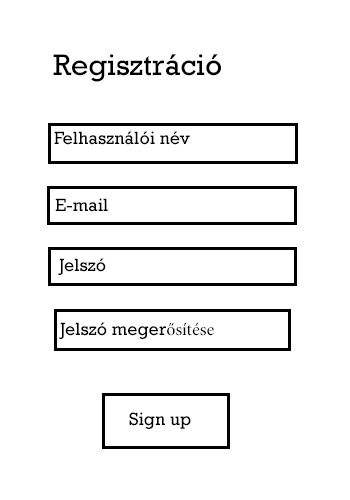 Regisztráció
Felhasználói név
E-mail
Jelszó
Jelszó megerősítése
Sign up